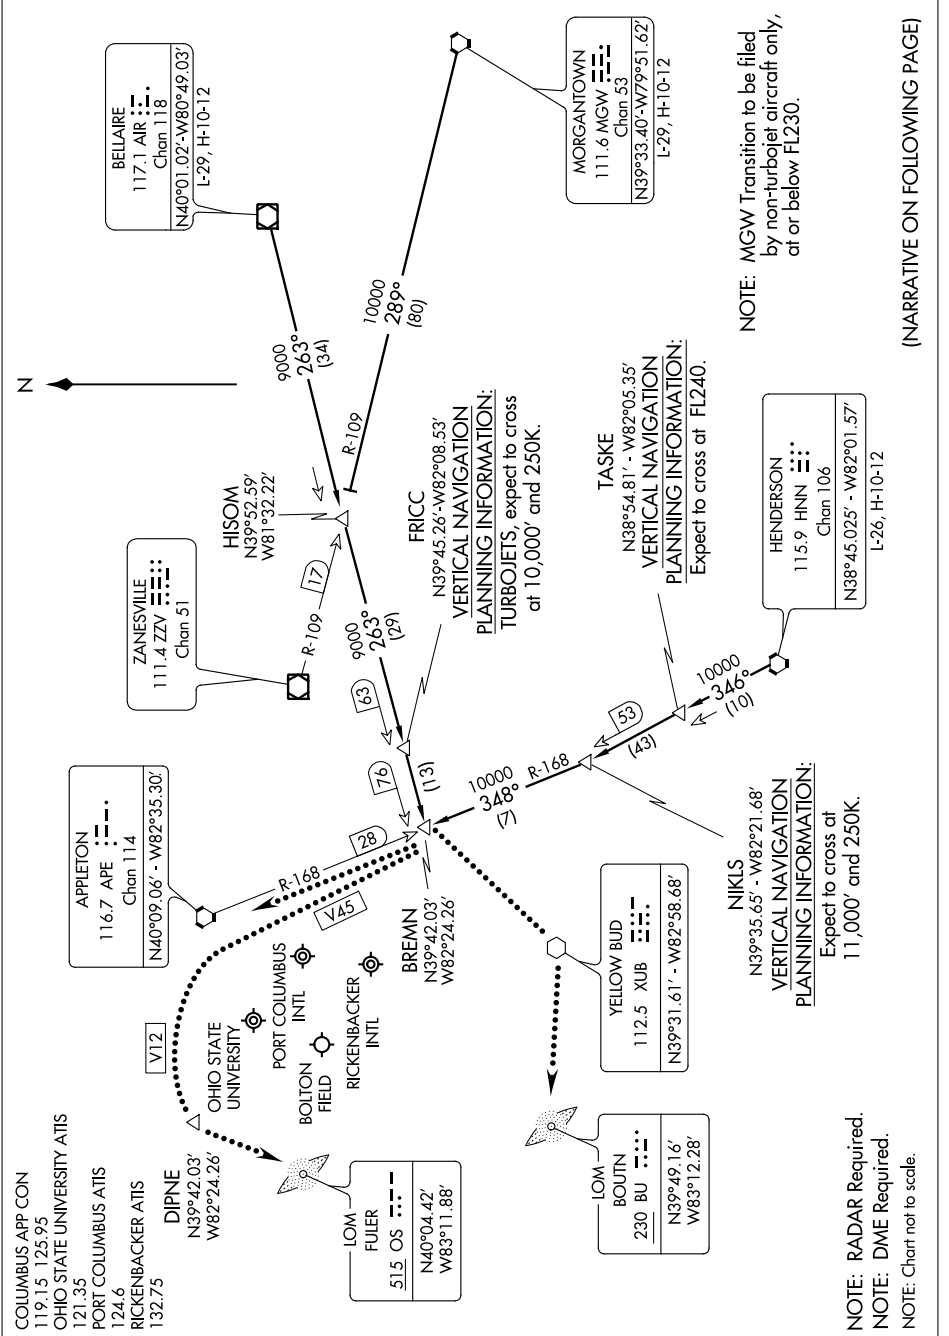 COLUMBUS APP CON
119.15 125.95
OHIO STATE UNIVERSITY ATIS
121.35
PORT COLUMBUS ATIS
124.6
RICKENBACKER ATIS
132.75
APPLETON
116.7 APE
Chan 114
N40°09.06' - W82°35.30'
ZANESVILLE
111.4 ZZV
Chan 51
N
BELLAIRE
117.1 AIR
Chan 118
N40°01.02'-W80°49.03'
L-29, H-10-12
HISOM
N39°52.59'
W81°32.22'
9000
263°
(34)
R-109
17
R-109
10000
289°
(80)
MORGANTOWN
111.6 MGW
Chan 53
N39°33.40'-W79°51.62'
L-29, H-10-12
9000
263°
(29)
63
76
(13)
FRICC
N39°45.26'-W82°08.53'
VERTICAL NAVIGATION
PLANNING INFORMATION:
TURBOJETS, expect to cross
at 10,000' and 250K.
V12
R-168
28
V45
DIPNE
N39°42.03'
W82°24.26'
OHIO STATE
UNIVERSITY
PORT COLUMBUS
INTL
BOLTON
FIELD
RICKENBACKER
INTL
BREMN
N39°42.03'
W82°24.26'
LOM
FULER
515 OS
N40°04.42'
W83°11.88'
10000
348°
(7)
R-168
53
(43)
10000
346°
(10)
TASKE
N38°54.81' - W82°05.35'
VERTICAL NAVIGATION
PLANNING INFORMATION:
Expect to cross at FL240.
HENDERSON
115.9 HNN
Chan 106
N38°45.025' - W82°01.57'
L-26, H-10-12
NIKLS
N39°35.65' - W82°21.68'
VERTICAL NAVIGATION
PLANNING INFORMATION:
Expect to cross at
11,000' and 250K.
YELLOW BUD
112.5 XUB
N39°31.61' - W82°58.68'
LOM
BOUTN
230 BU
N39°49.16'
W83°12.28'
NOTE: MGW Transition to be filed
by non-turbojet aircraft only,
at or below FL230.
NOTE: RADAR Required.
NOTE: DME Required.
NOTE: Chart not to scale.
(NARRATIVE ON FOLLOWING PAGE)